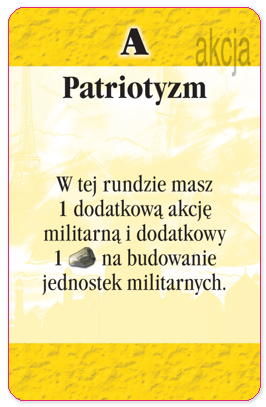 A
akcja
Patriotyzm
W tej rundzie masz
1 dodatkową akcję
militarną i dodatkowy
1 na budowanie
jednostek militarnych.